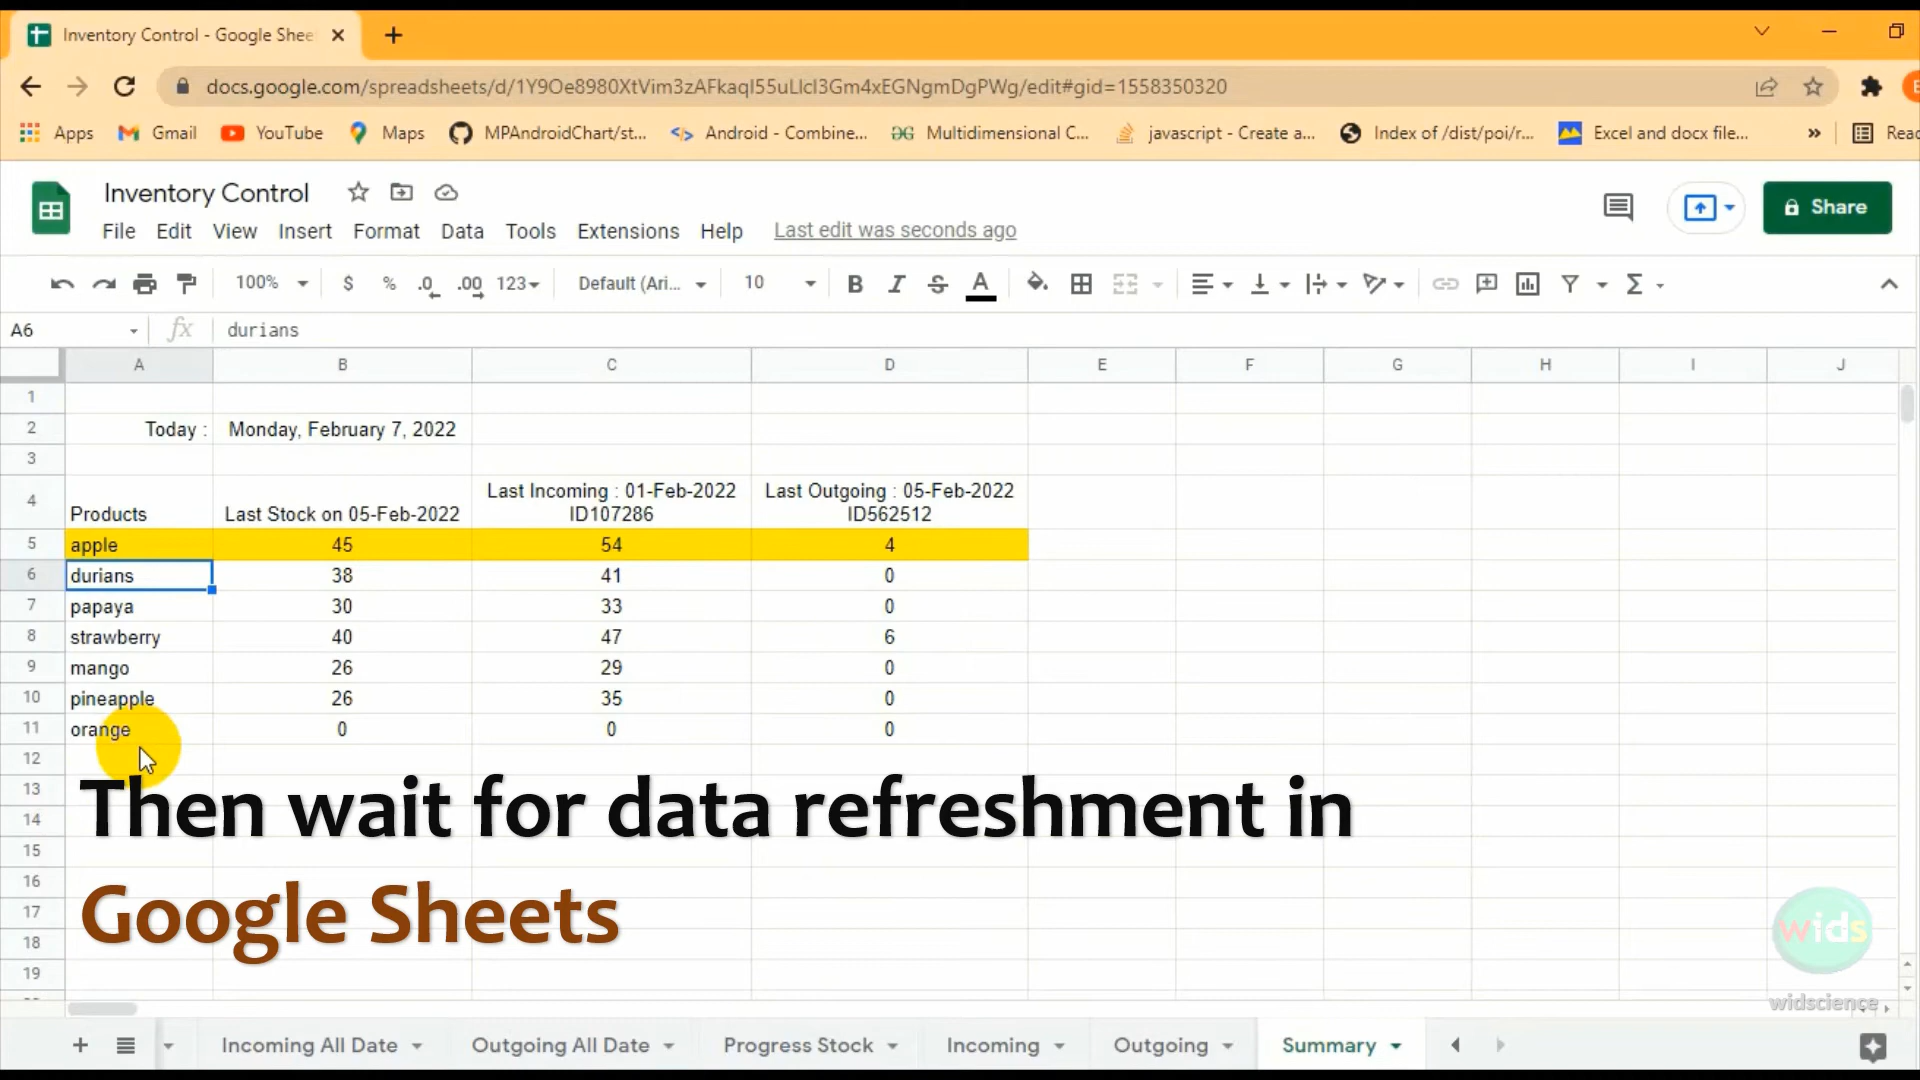 Inventory Control - Google Shee
docs.google.com/spreadsheets/d/1Y9Oe8980XtVim3zAFkaqI55uLlcI3Gm4xEGNgmDgPWg/edit#gid=1558350320
Apps Gmail YouTube Maps MPAndroidChart/st... Android - Combine... Multidimensional C... javascript - Create a... Index of /dist/poi/r... Excel and docx file... » Read
Inventory Control
File Edit View Insert Format Data Tools Extensions Help Last edit was seconds ago
Share
100% $ % .0 .00 123 Default (Ari... 10 B I S A Σ
A6 fx durians
A B C D E F G H I J
1
2 Today : Monday, February 7, 2022
3
Last Incoming : 01-Feb-2022 Last Outgoing : 05-Feb-2022
4 Products Last Stock on 05-Feb-2022 ID107286 ID562512
5 apple 45 54 4
6 durians 38 41 0
7 papaya 30 33 0
8 strawberry 40 47 6
9 mango 26 29 0
10 pineapple 26 35 0
11 orange 0 0 0
12
13
14
15
16
17
18
19
Then wait for data refreshment in
Google Sheets
wids
widscience
Incoming All Date Outgoing All Date Progress Stock Incoming Outgoing Summary